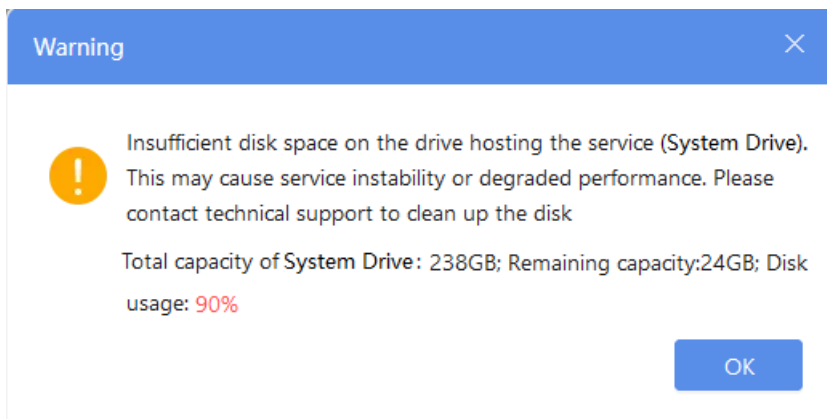 Warning
Insufficient disk space on the drive hosting the service (System Drive).
This may cause service instability or degraded performance. Please
contact technical support to clean up the disk
Total capacity of System Drive: 238GB; Remaining capacity:24GB; Disk
usage: 90%
OK